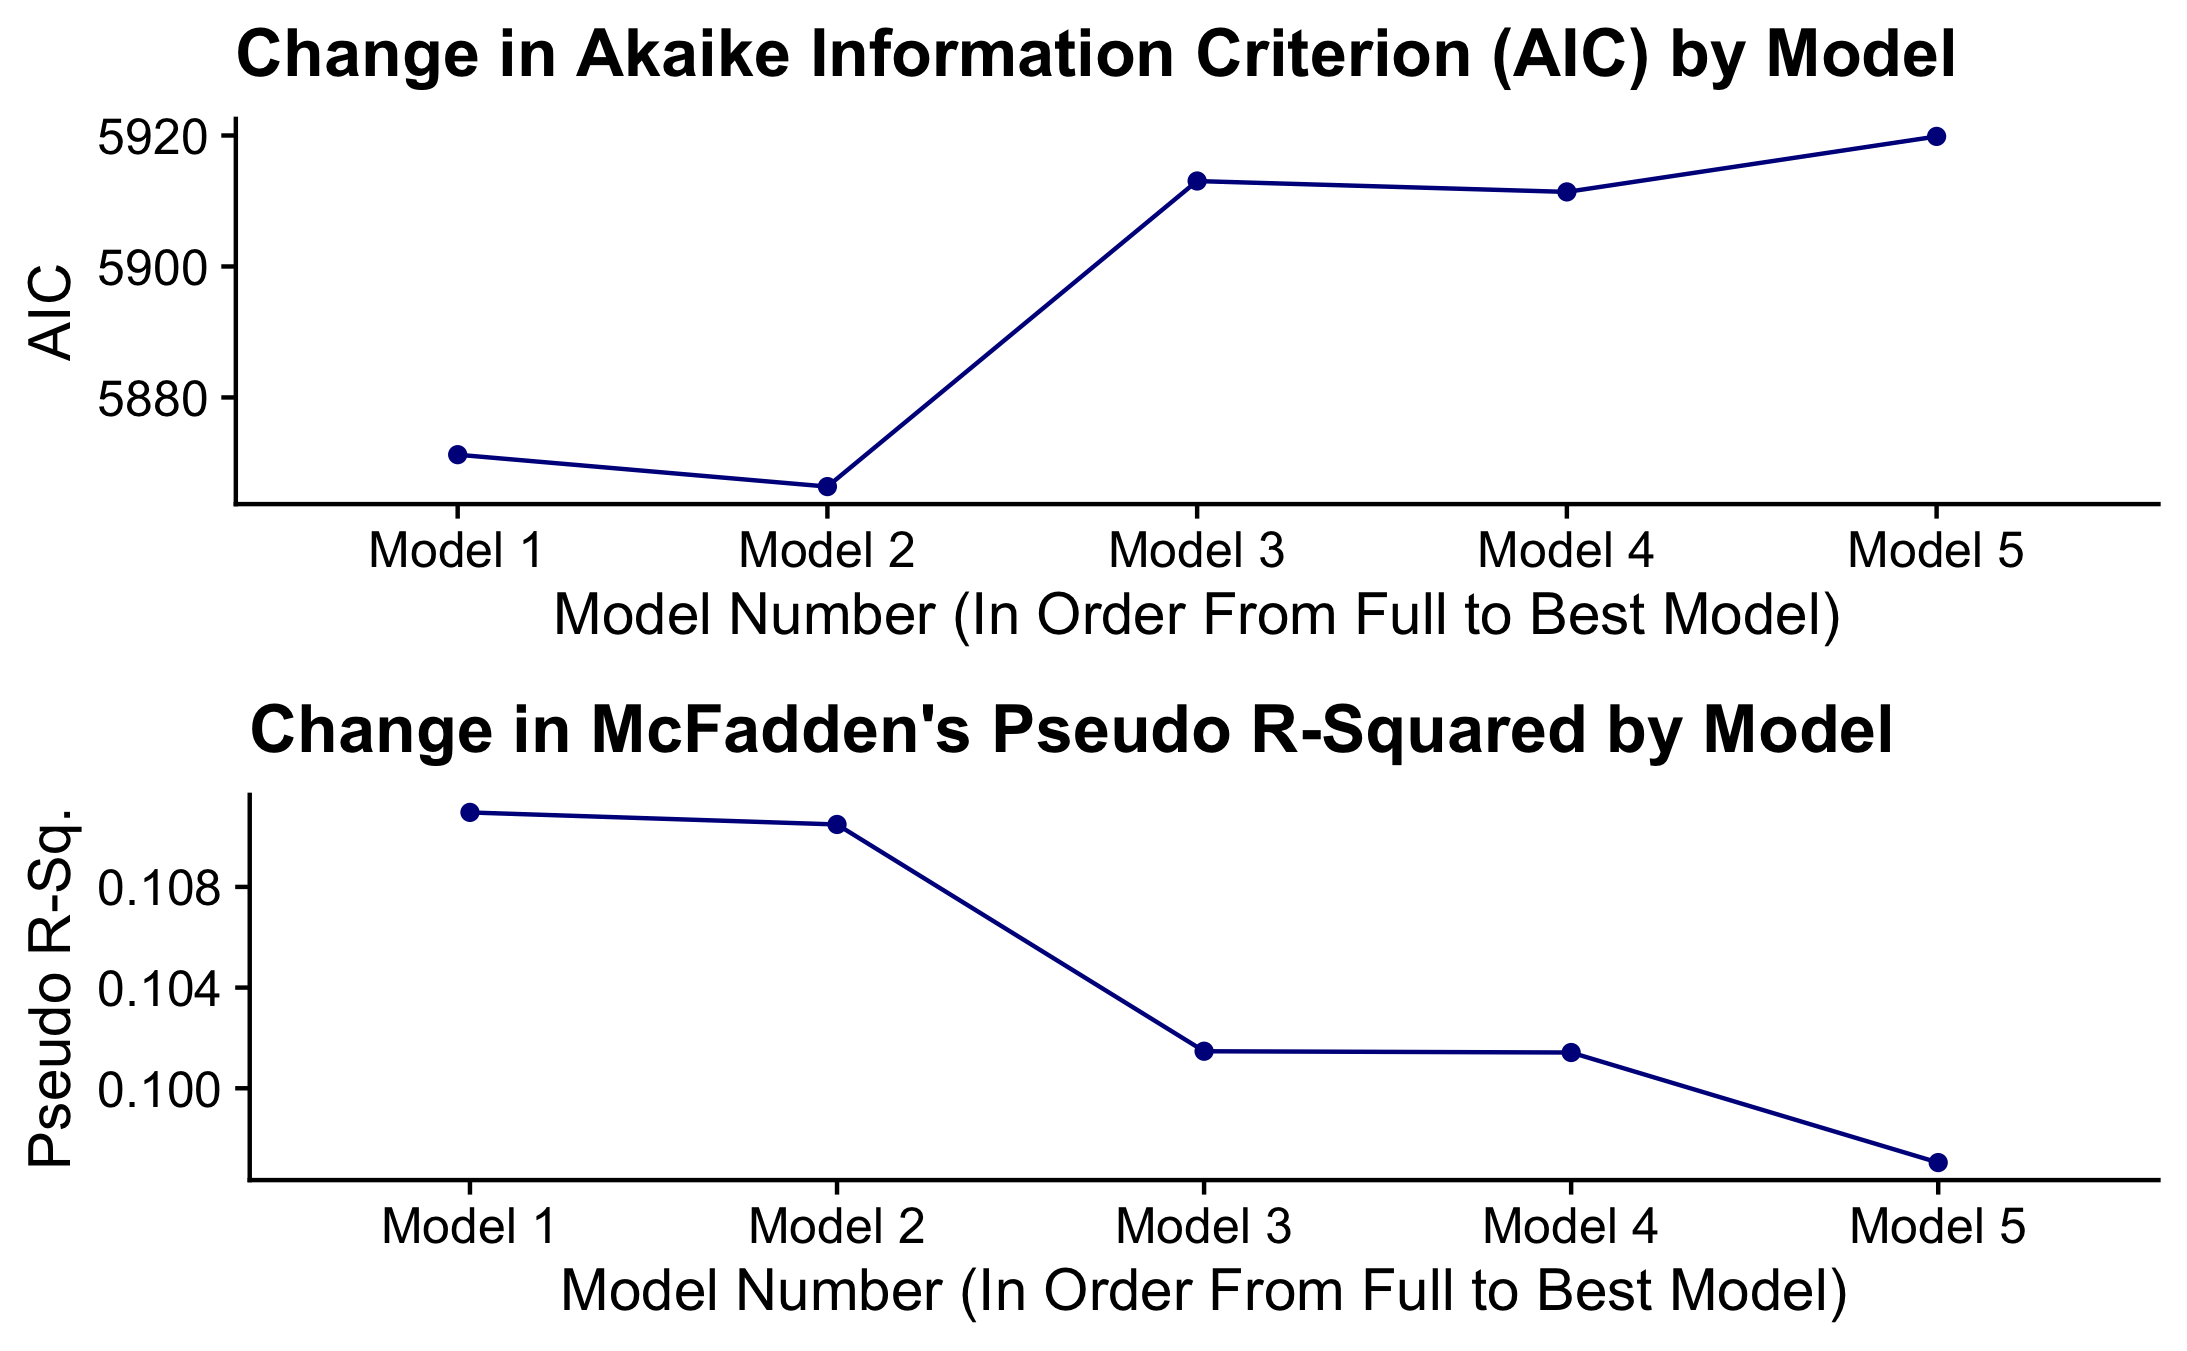 Change in Akaike Information Criterion (AIC) by Model
5920
5900
5880
AIC
Model 1 Model 2 Model 3 Model 4 Model 5
Model Number (In Order From Full to Best Model)
Change in McFadden's Pseudo R-Squared by Model
0.108
0.104
0.100
Pseudo R-Sq.
Model 1 Model 2 Model 3 Model 4 Model 5
Model Number (In Order From Full to Best Model)